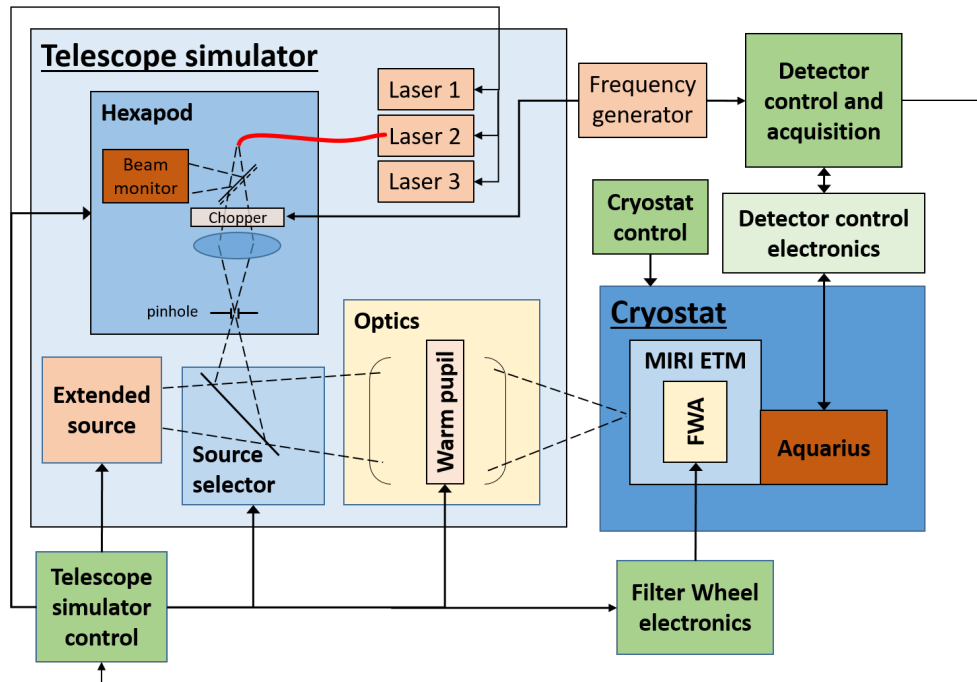 Telescope simulator
Hexapod
Beam
monitor
Chopper
pinhole
Laser 1
Laser 2
Laser 3
Frequency
generator
Detector
control and
acquisition
Cryostat
control
Detector control
electronics
Cryostat
MIRI ETM
FWA
Aquarius
Optics
Warm pupil
Extended
source
Source
selector
Telescope
simulator
control
Filter Wheel
electronics